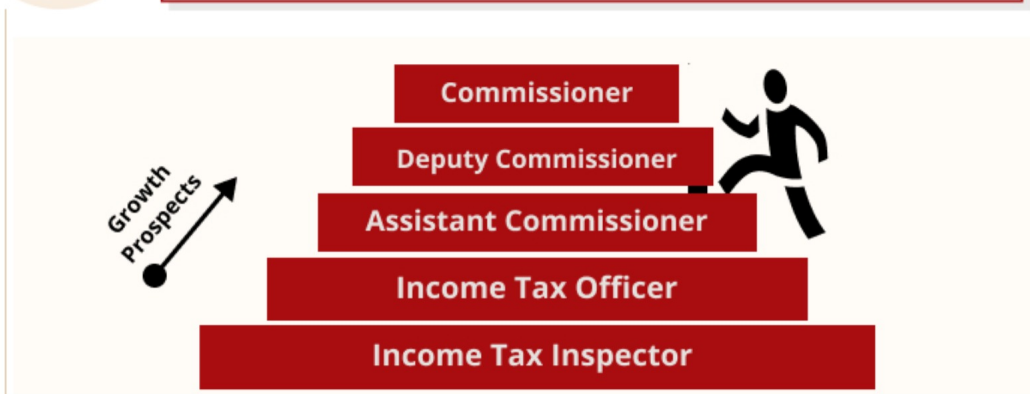 Commissioner
Deputy Commissioner
Growth
Prospects
Assistant Commissioner
Income Tax Officer
Income Tax Inspector